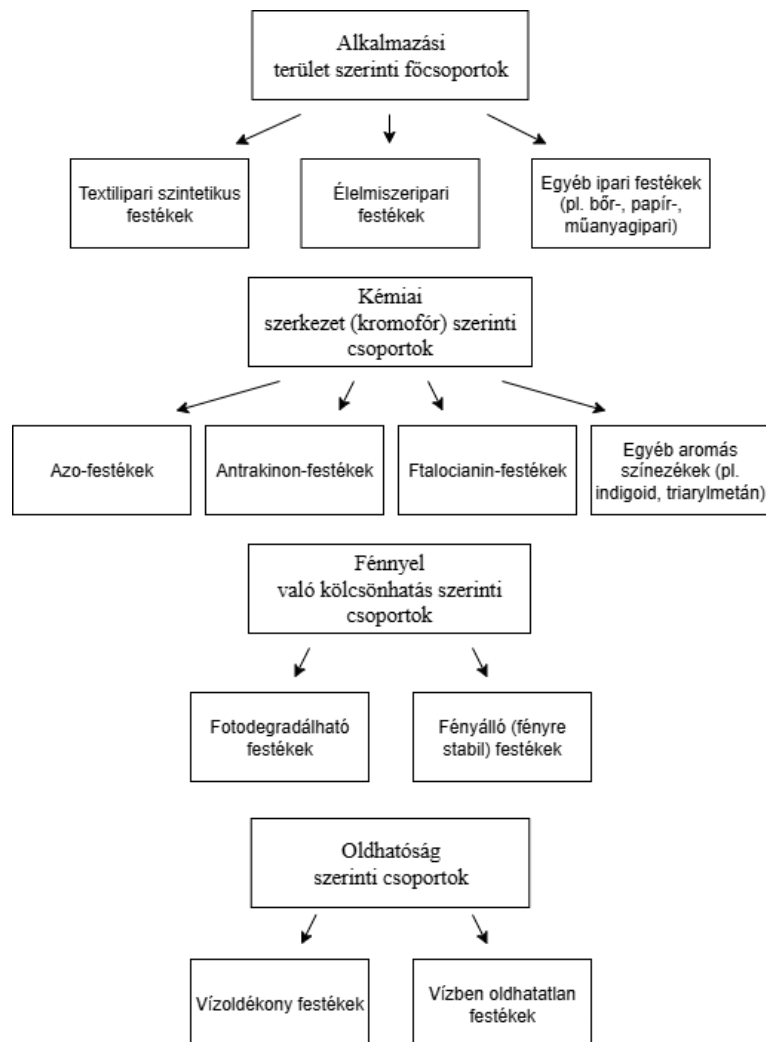 Alkalmazási
terület szerinti főcsoportok
Textilipari szintetikus
festékek
Élelmiszeripari
festékek
Egyéb ipari festékek
(pl. bőr-, papír-,
műanyagipari)
Kémiai
szerkezet (kromofór) szerinti
csoportok
Azo-festékek
Antrakinon-festékek
Ftalocianin-festékek
Egyéb aromás
színezékek (pl.
indigoid, triarylmetán)
Fénnyel
való kölcsönhatás szerinti
csoportok
Fotodegradálható
festékek
Fényálló (fényre
stabil) festékek
Oldhatóság
szerinti csoportok
Vízoldékony festékek
Vízben oldhatatlan
festékek